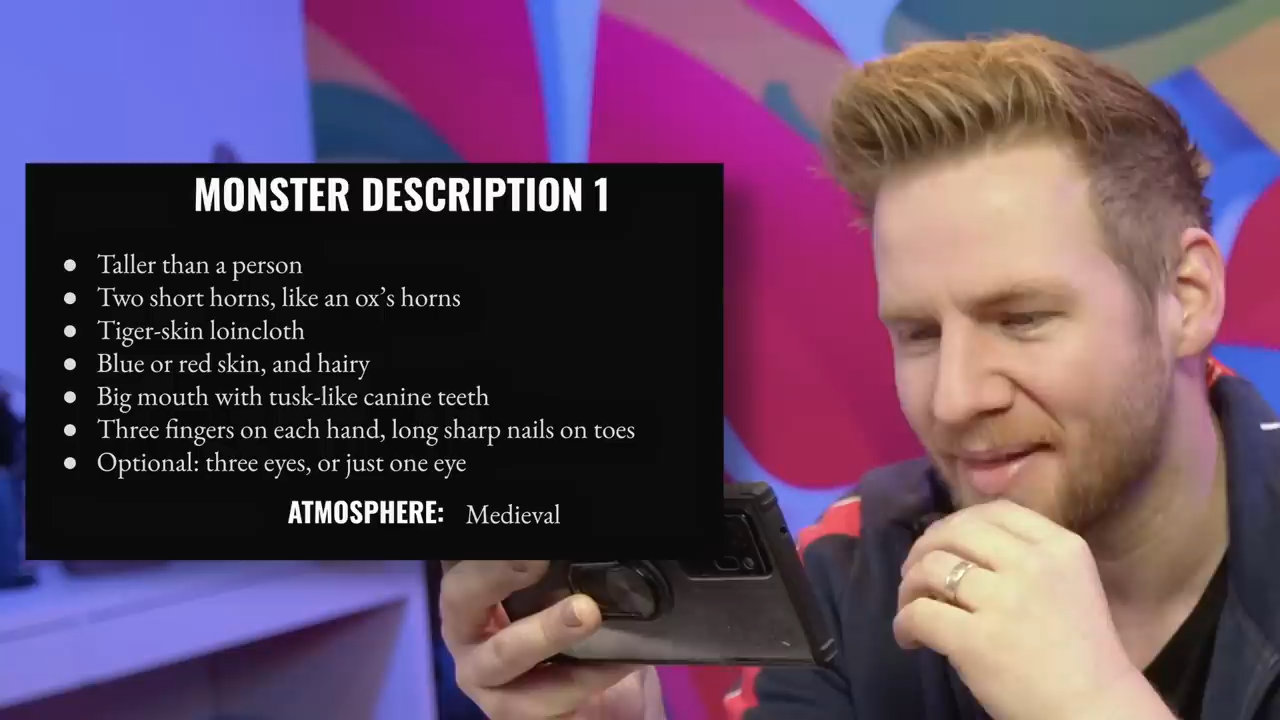 MONSTER DESCRIPTION 1
● Taller than a person
● Two short horns, like an ox’s horns
● Tiger-skin loincloth
● Blue or red skin, and hairy
● Big mouth with tusk-like canine teeth
● Three fingers on each hand, long sharp nails on toes
● Optional: three eyes, or just one eye
ATMOSPHERE: Medieval